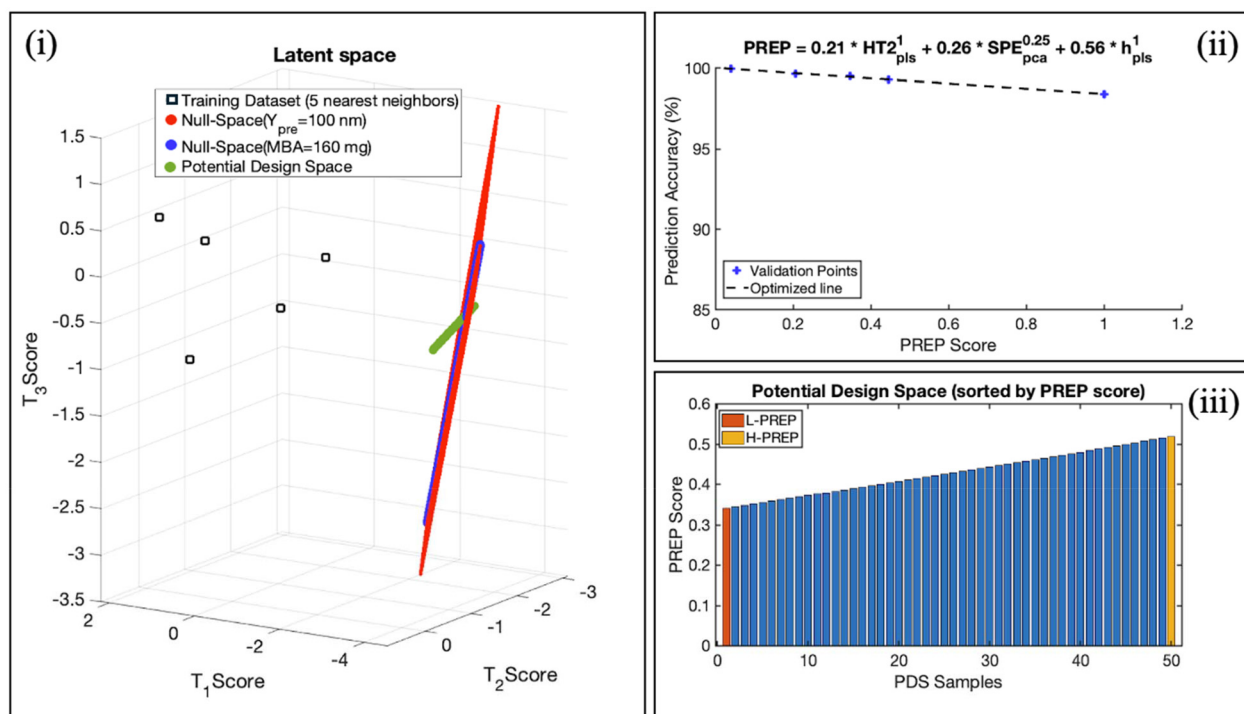 (i)
Latent space
Training Dataset (5 nearest neighbors)
Null-Space(Y_pre=100 nm)
Null-Space(MBA=160 mg)
Potential Design Space
1.5
1
0.5
0
-0.5
-1
-1.5
-2
-2.5
-3
-3.5
T_3Score
2
0
-2
-4
T_1Score
0
-1
-2
-3
T_2Score
(ii)
PREP = 0.21 * HT2^1_pls + 0.26 * SPE^0.25_pca + 0.56 * h^1_pls
100
95
90
85
Prediction Accuracy (%)
Validation Points
Optimized line
0
0.2
0.4
0.6
0.8
1
1.2
PREP Score
(iii)
Potential Design Space (sorted by PREP score)
L-PREP
H-PREP
0.6
0.5
0.4
0.3
0.2
0.1
0
PREP Score
0
10
20
30
40
50
PDS Samples